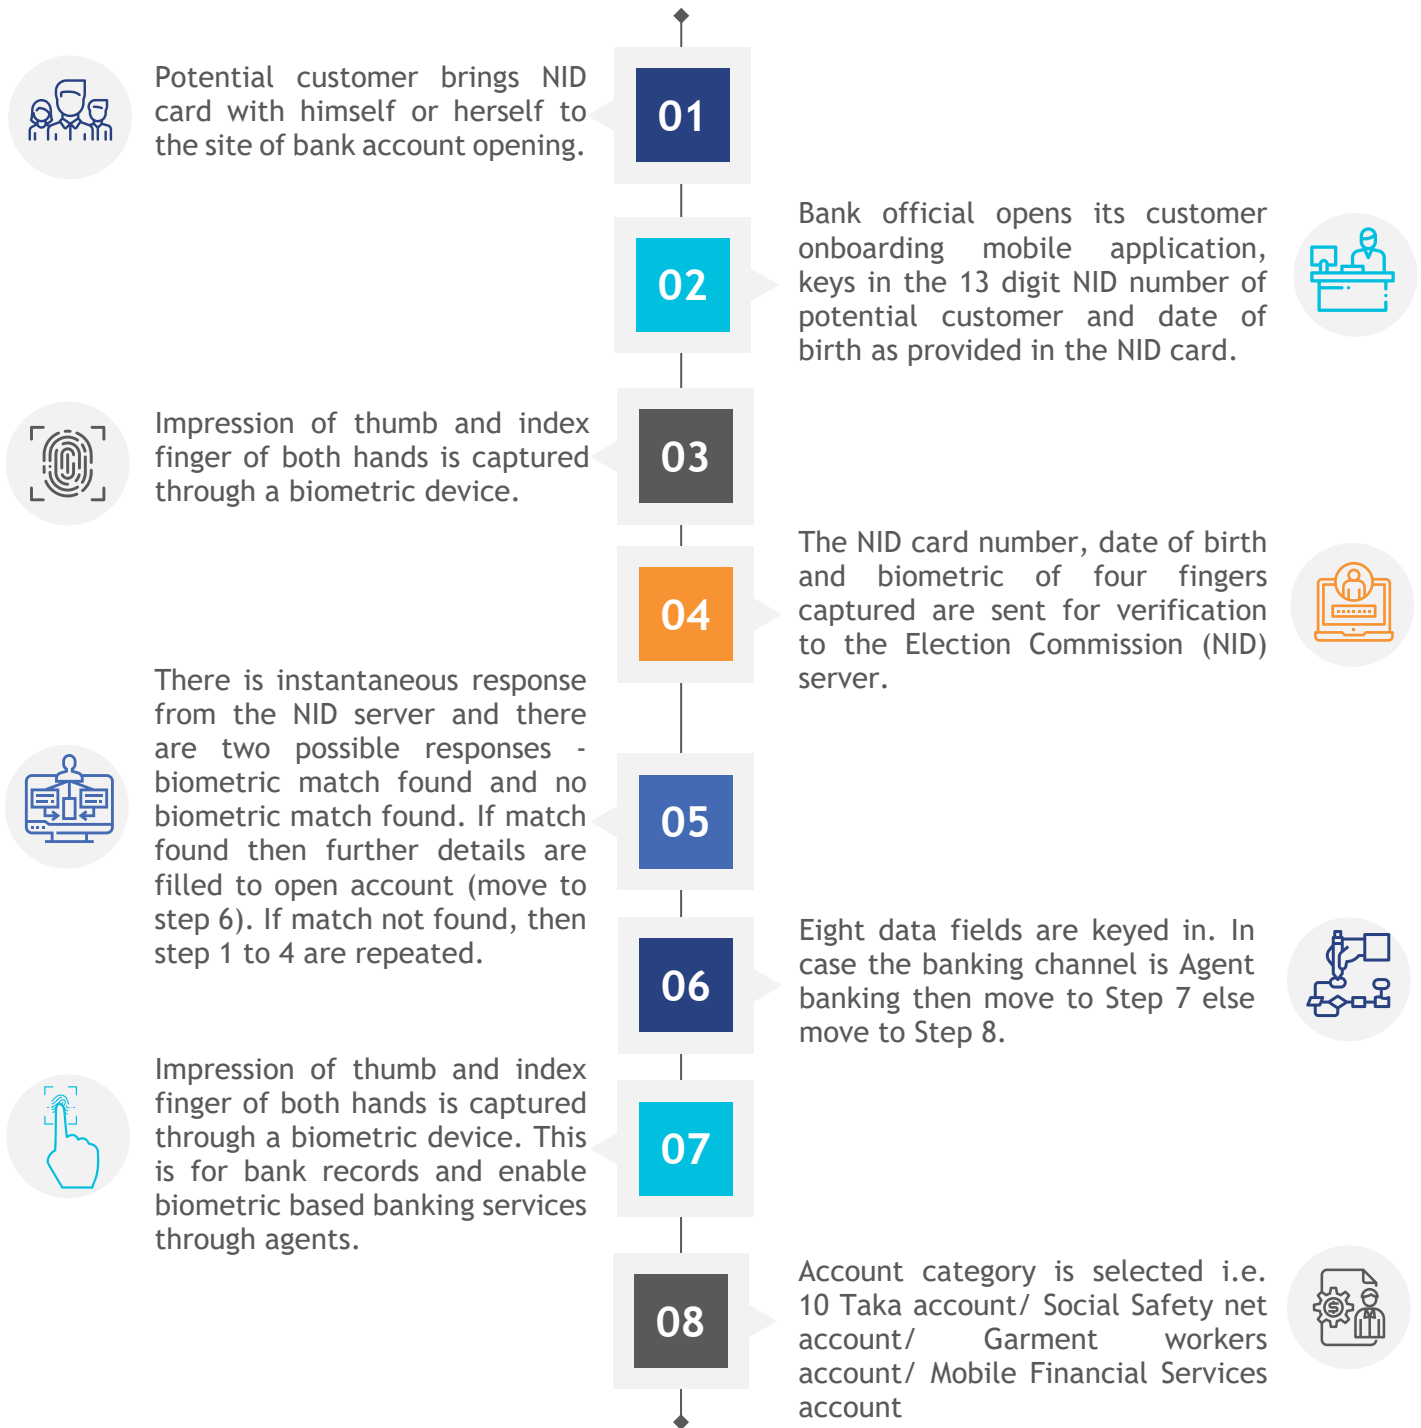 01
Potential customer brings NID
card with himself or herself to
the site of bank account opening.
02
Bank official opens its customer
onboarding mobile application,
keys in the 13 digit NID number of
potential customer and date of
birth as provided in the NID card.
03
Impression of thumb and index
finger of both hands is captured
through a biometric device.
04
The NID card number, date of birth
and biometric of four fingers
captured are sent for verification
to the Election Commission (NID)
server.
05
There is instantaneous response
from the NID server and there
are two possible responses -
biometric match found and no
biometric match found. If match
found then further details are
filled to open account (move to
step 6). If match not found, then
step 1 to 4 are repeated.
06
Eight data fields are keyed in. In
case the banking channel is Agent
banking then move to Step 7 else
move to Step 8.
07
Impression of thumb and index
finger of both hands is captured
through a biometric device. This
is for bank records and enable
biometric based banking services
through agents.
08
Account category is selected i.e.
10 Taka account/ Social Safety net
account/ Garment workers
account/ Mobile Financial Services
account